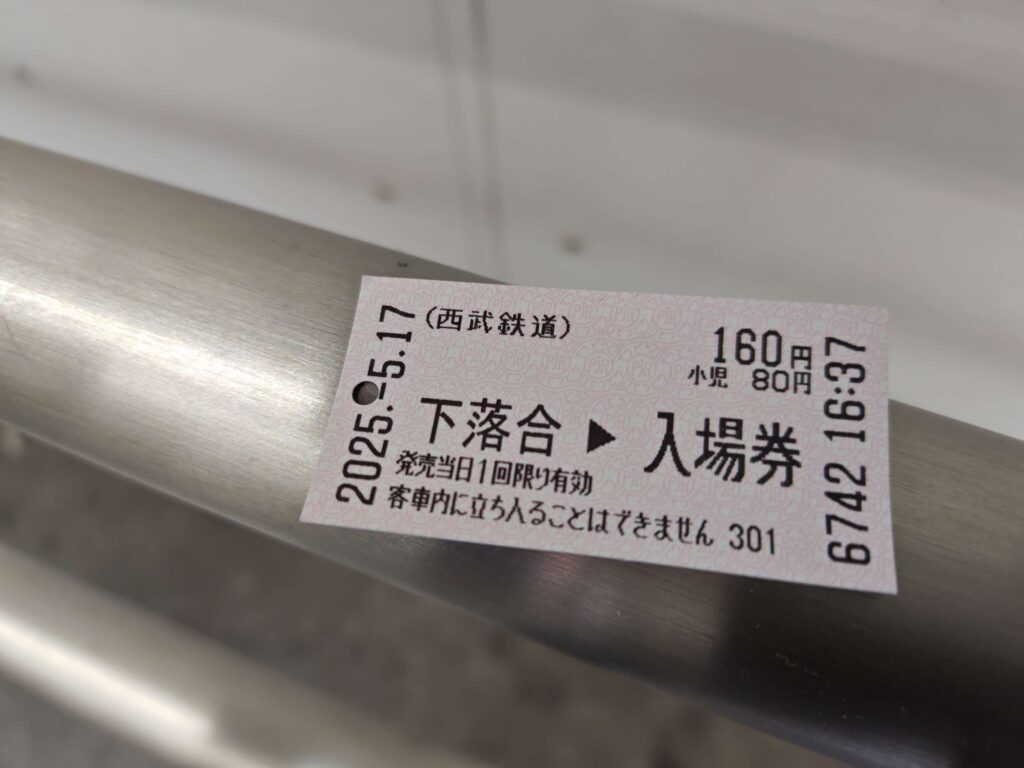 (西武鉄道)
160円
小児 80円
下落合 ▶ 入場券
発売当日1回限り有効
客車内に立ち入ることはできません 301
2025.-5.17
6742 16:37